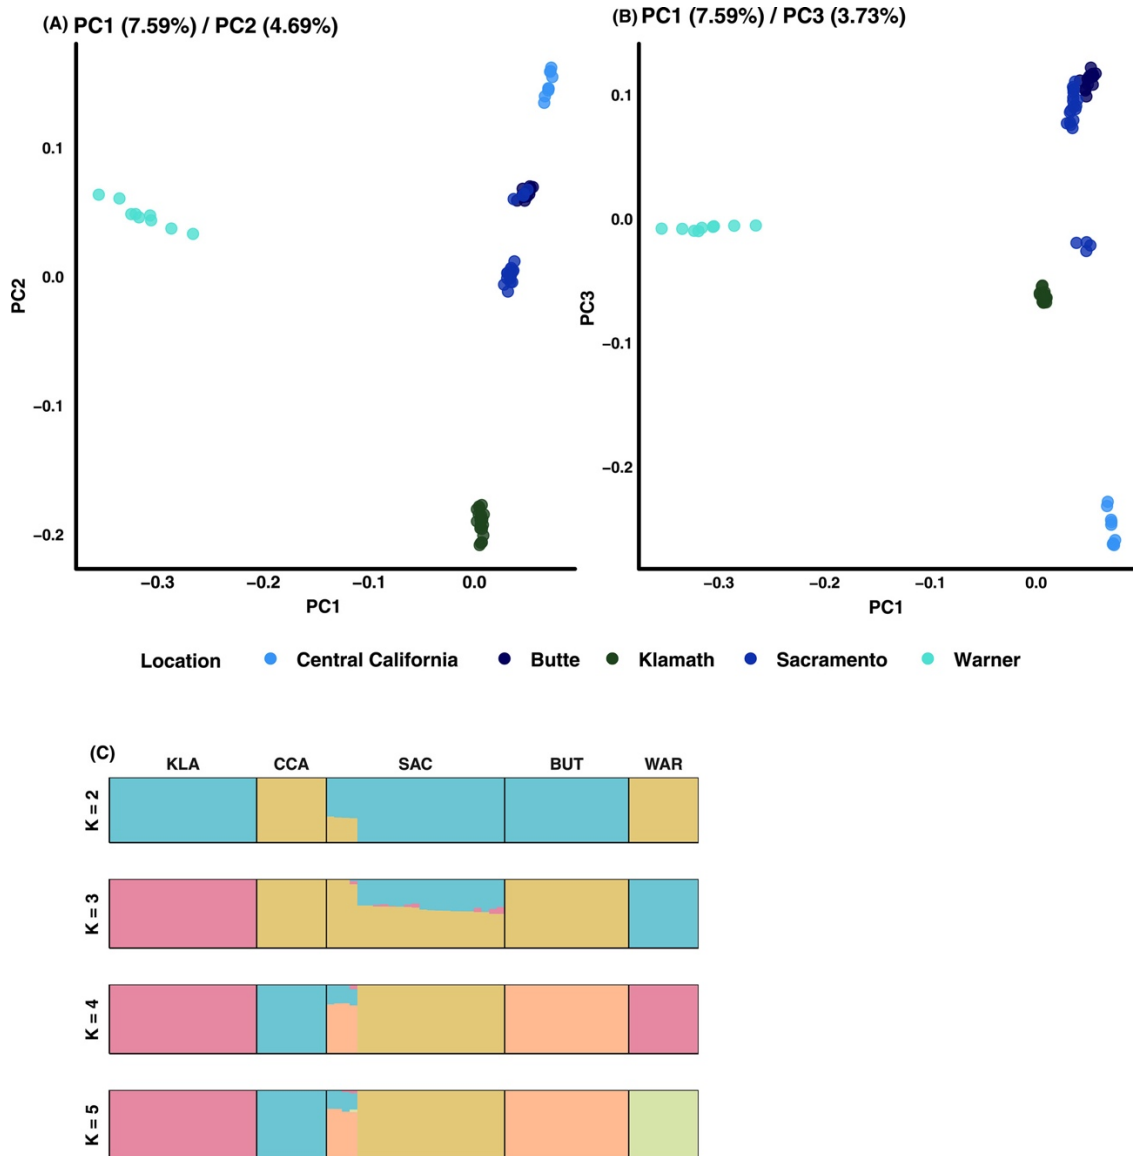 (A) PC1 (7.59%) / PC2 (4.69%)
PC2
0.1
0.0
−0.1
−0.2
−0.3
−0.2
−0.1
0.0
PC1
(B) PC1 (7.59%) / PC3 (3.73%)
PC3
0.1
0.0
−0.1
−0.2
−0.3
−0.2
−0.1
0.0
PC1
Location Central California Butte Klamath Sacramento Warner
(C)
KLA CCA SAC BUT WAR
K = 2
K = 3
K = 4
K = 5